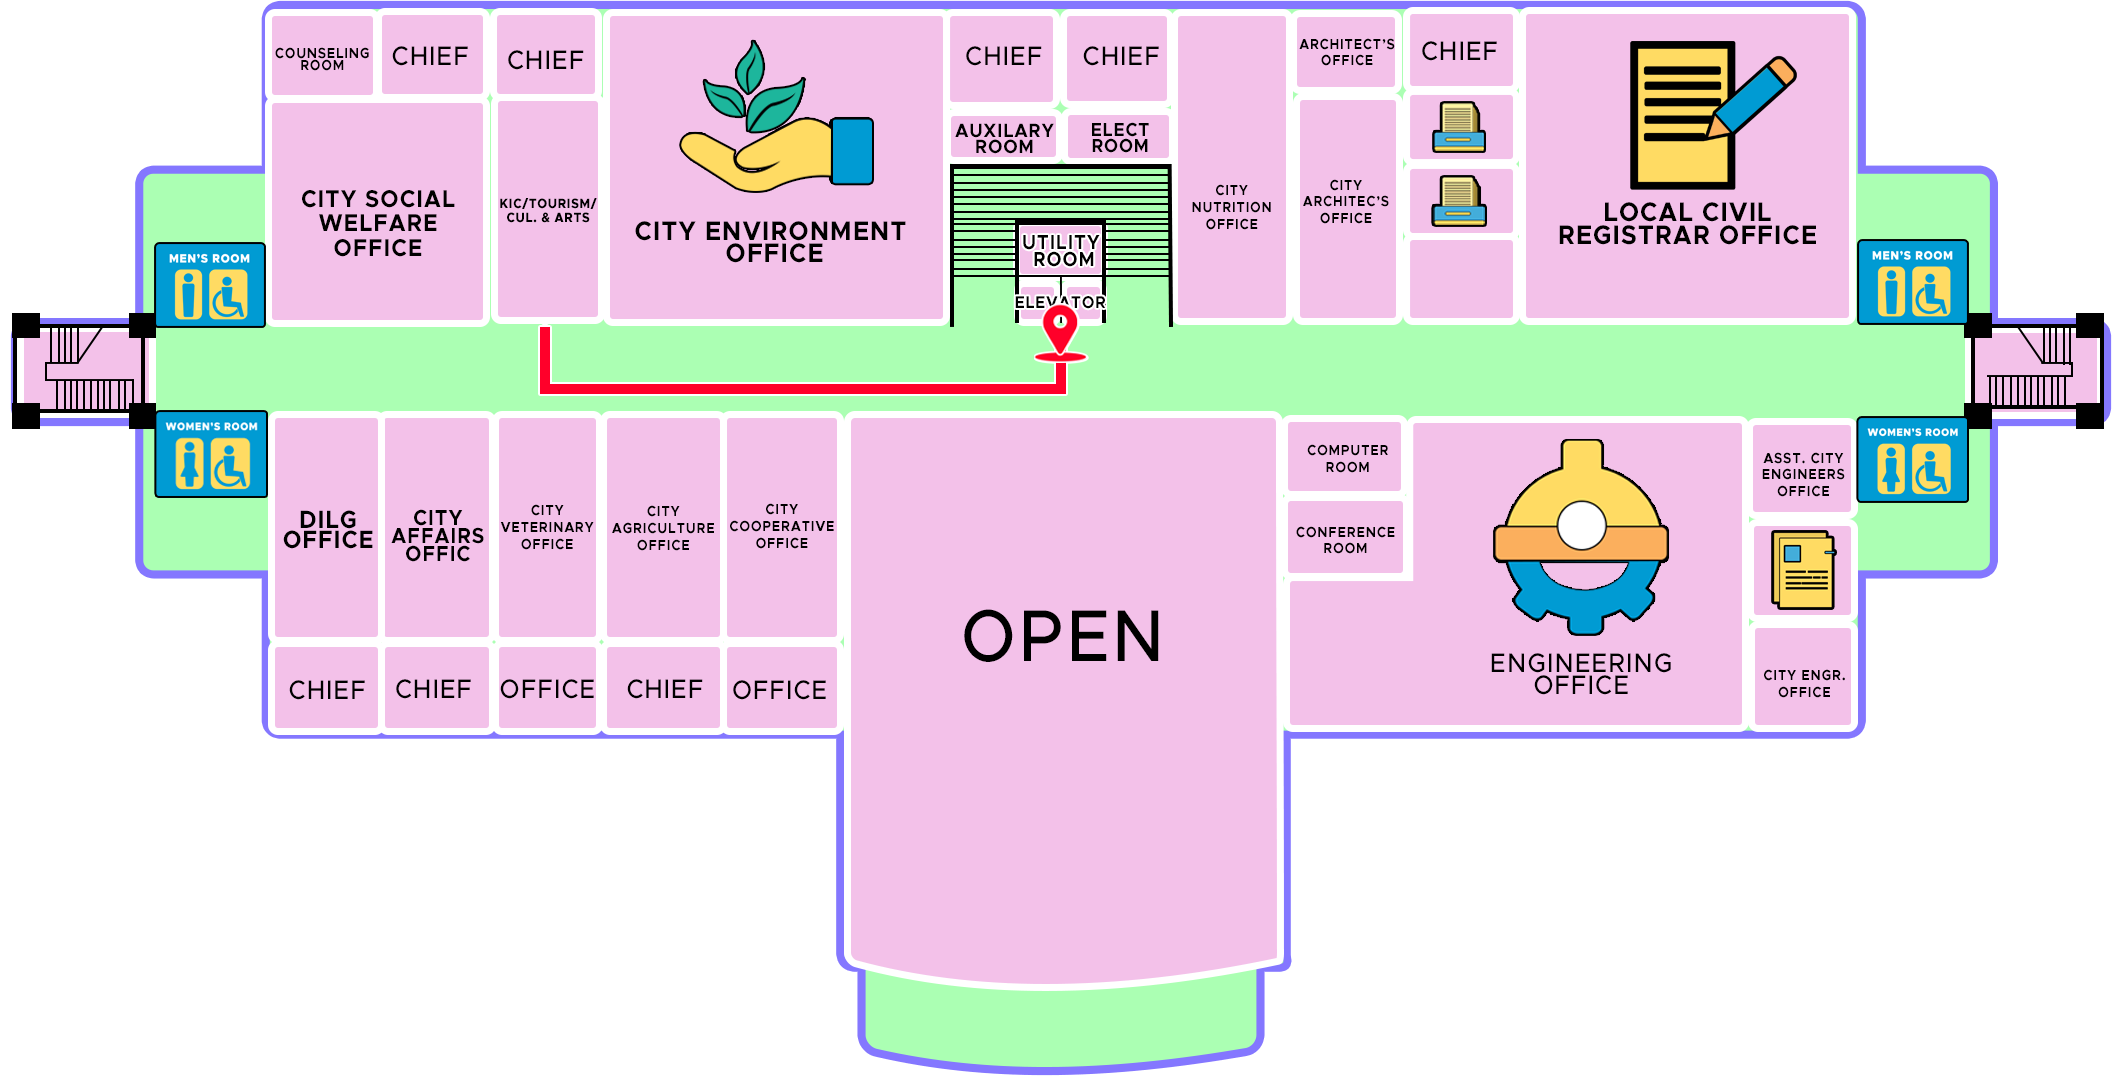 COUNSELING
ROOM
CHIEF
CHIEF
CHIEF
CHIEF
ARCHITECT'S
OFFICE
CHIEF
AUXILARY
ROOM
ELECT
ROOM
CITY SOCIAL
WELFARE
OFFICE
KIC/TOURISM/
CUL. & ARTS
CITY ENVIRONMENT
OFFICE
UTILITY
ROOM
ELEVATOR
CITY
NUTRITION
OFFICE
CITY
ARCHITEC'S
OFFICE
LOCAL CIVIL
REGISTRAR OFFICE
MEN'S ROOM
MEN'S ROOM
WOMEN'S ROOM
WOMEN'S ROOM
DILG
OFFICE
CITY
AFFAIRS
OFFIC
CITY
VETERINARY
OFFICE
CITY
AGRICULTURE
OFFICE
CITY
COOPERATIVE
OFFICE
OPEN
COMPUTER
ROOM
CONFERENCE
ROOM
ENGINEERING
OFFICE
ASST. CITY
ENGINEERS
OFFICE
CITY ENGR.
OFFICE
CHIEF
CHIEF
OFFICE
CHIEF
OFFICE